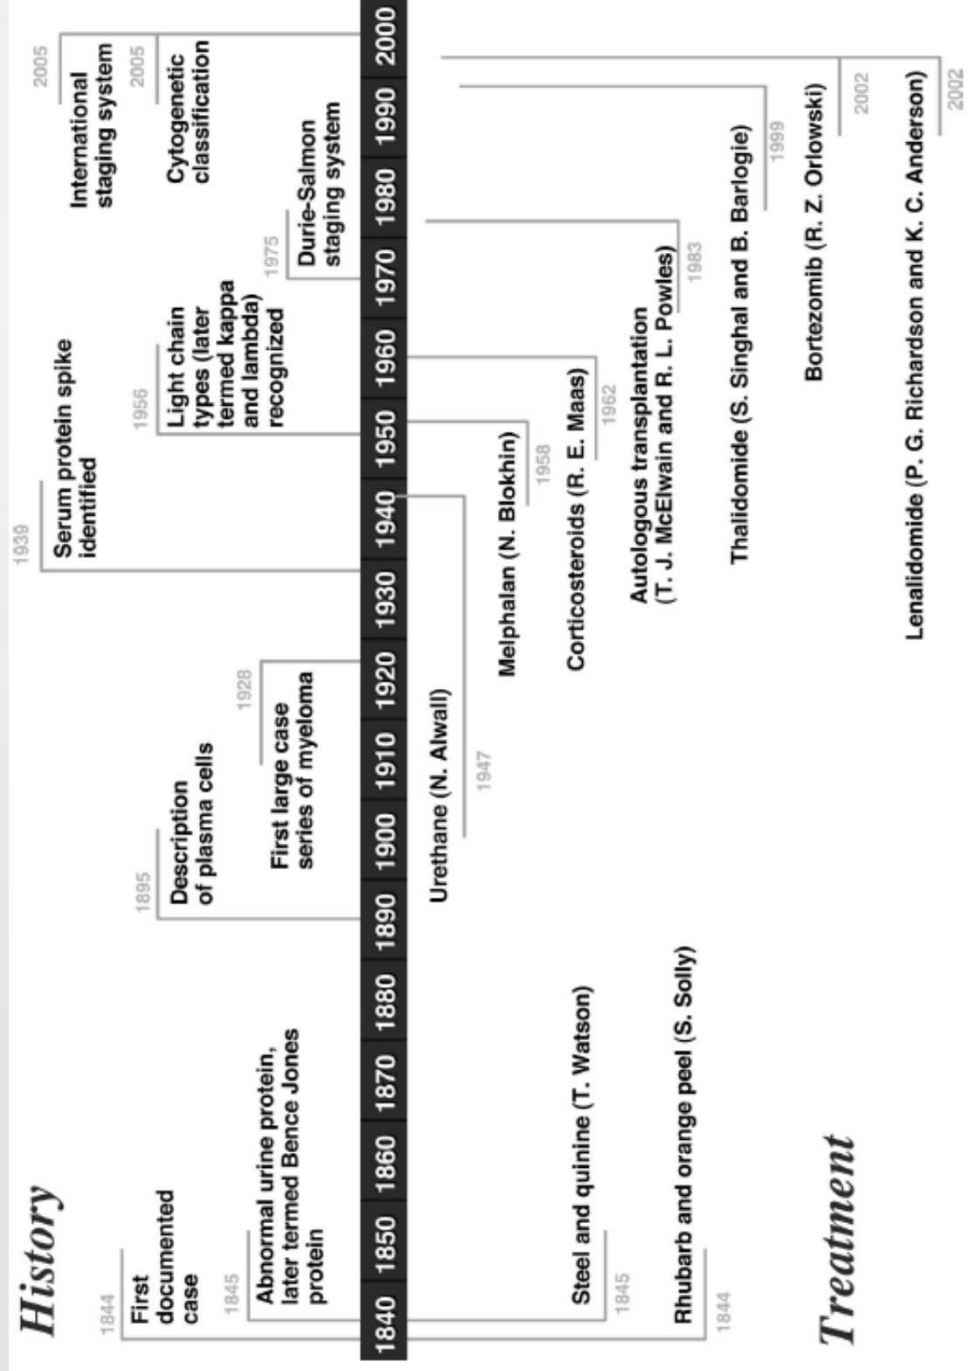 History
1844
First
documented
case
1845
Abnormal urine protein,
later termed Bence Jones
protein
1895
Description
of plasma cells
1928
First large case
series of myeloma
1939
Serum protein spike
identified
1956
Light chain
types (later
termed kappa
and lambda)
recognized
1975
Durie-Salmon
staging system
2005
International
staging system
2005
Cytogenetic
classification
1840 1850 1860 1870 1880 1890 1900 1910 1920 1930 1940 1950 1960 1970 1980 1990 2000
Steel and quinine (T. Watson)
1845
Rhubarb and orange peel (S. Solly)
1844
Urethane (N. Alwall)
1947
Melphalan (N. Blokhin)
1958
Corticosteroids (R. E. Maas)
1962
Autologous transplantation
(T. J. McElwain and R. L. Powles)
1983
Thalidomide (S. Singhal and B. Barlogie)
1999
Bortezomib (R. Z. Orlowski)
2002
Lenalidomide (P. G. Richardson and K. C. Anderson)
2002
Treatment